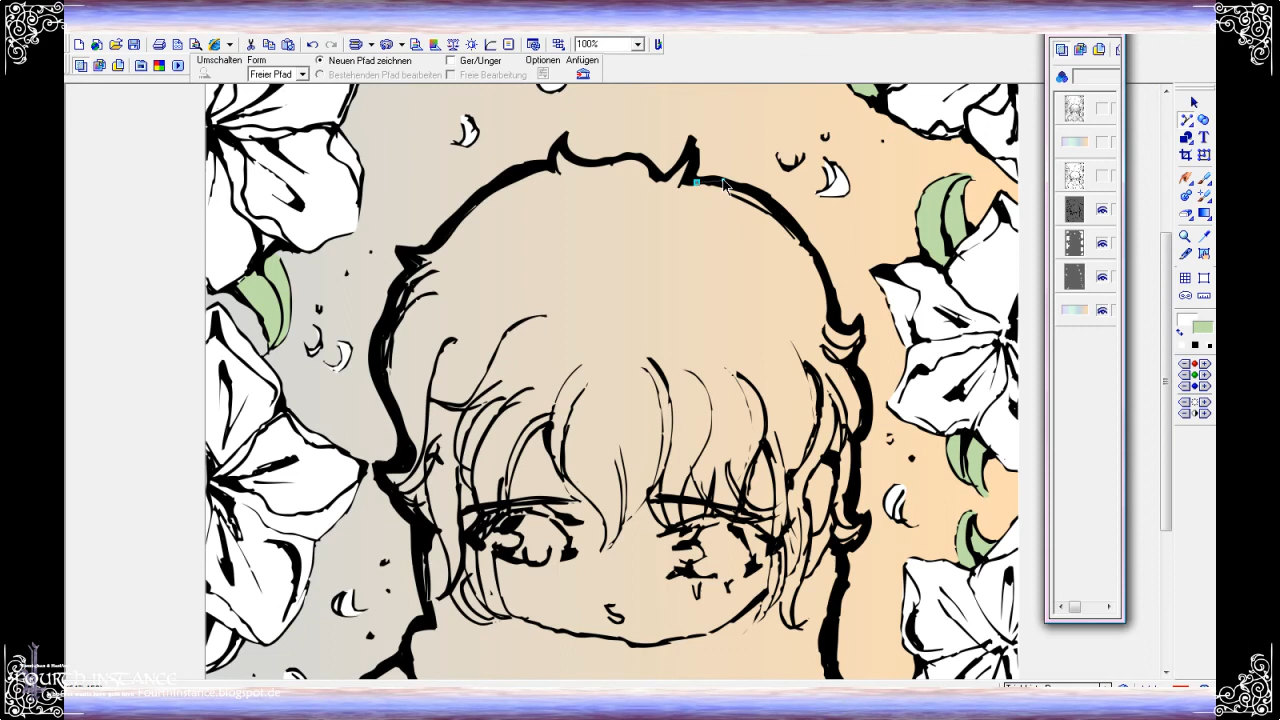 100%
Umschalten Form Neuen Pfad zeichnen Ger/Unger Optionen Anfügen
Freier Pfad Bestehenden Pfad bearbeiten Freie Bearbeitung
FOURTH INSTANCE
FourthInstance.blogspot.de